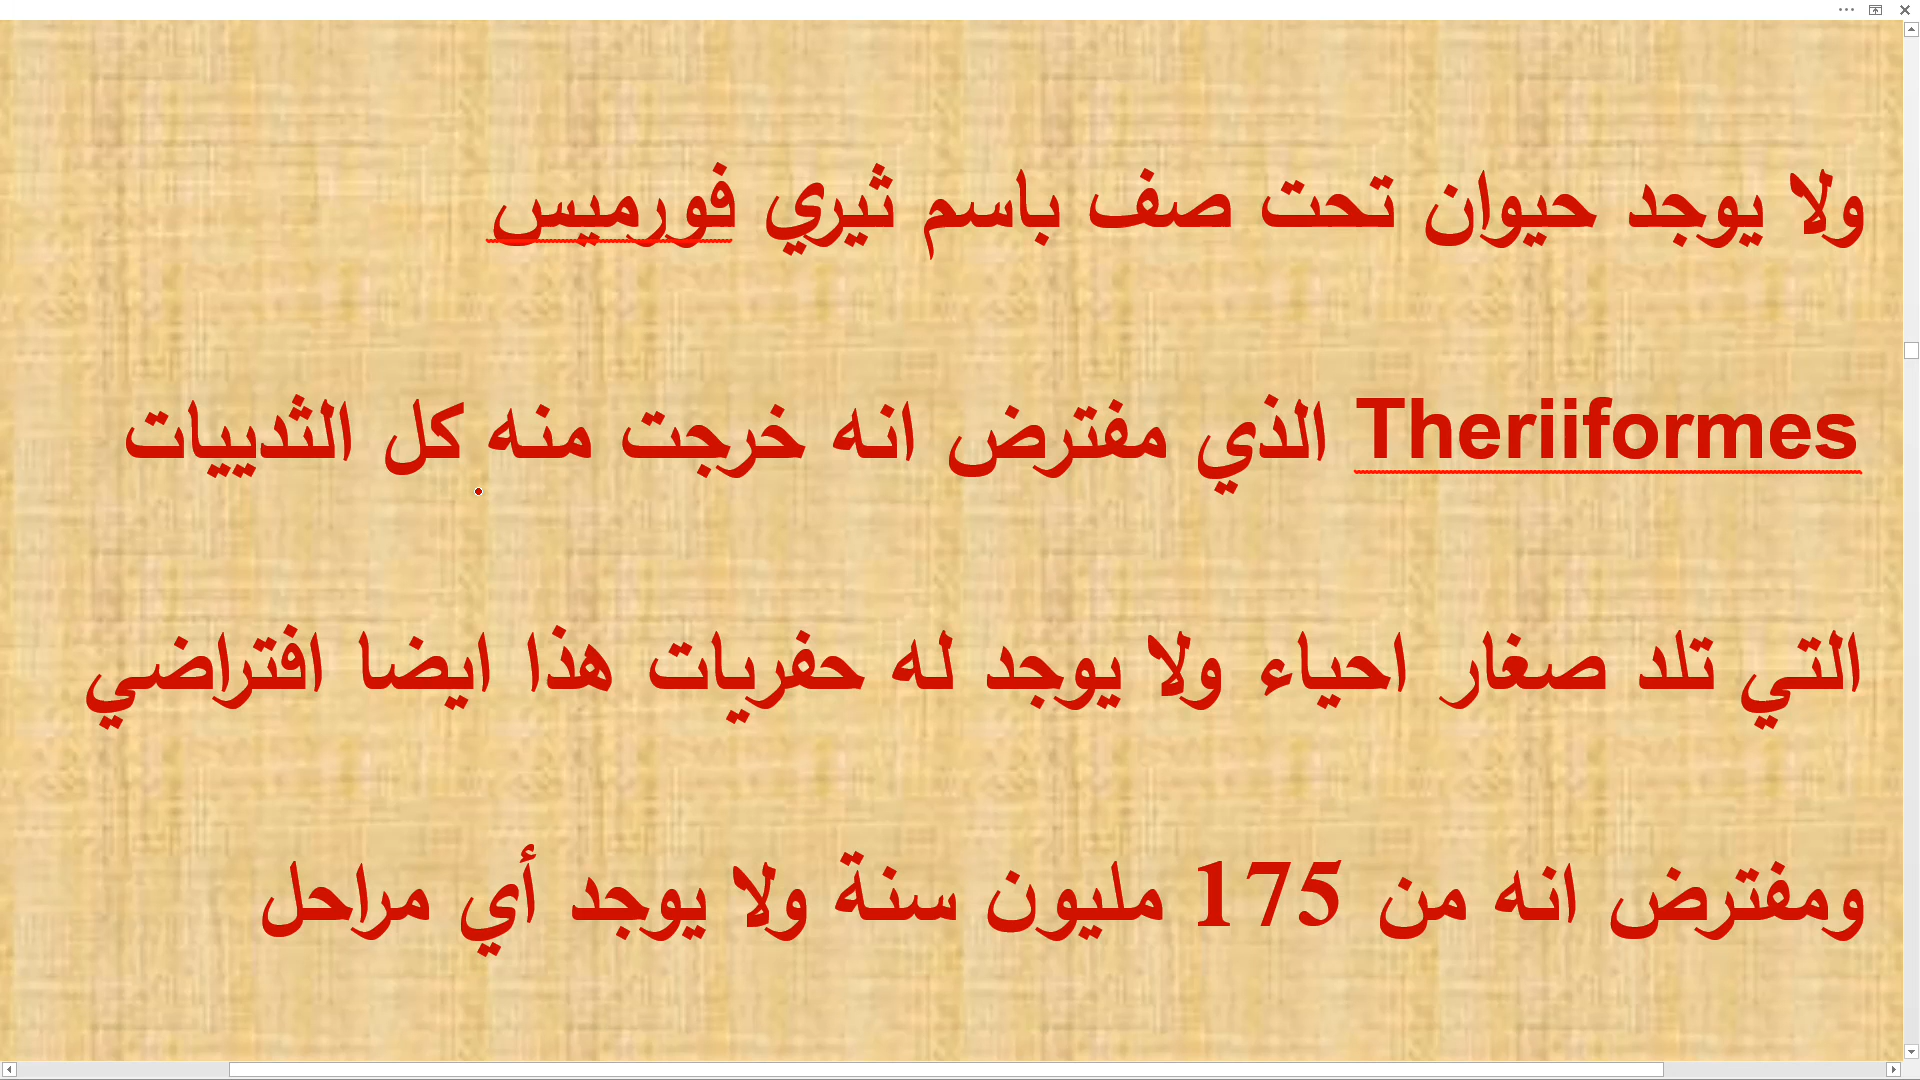 ولا يوجد حيوان تحت صف باسم ثيري فورميس
Theriiformes الذي مفترض انه خرجت منه كل الثدييات
التي تلد صغار احياء ولا يوجد له حفريات هذا ايضا افتراضي
ومفترض انه من 175 مليون سنة ولا يوجد أي مراحل